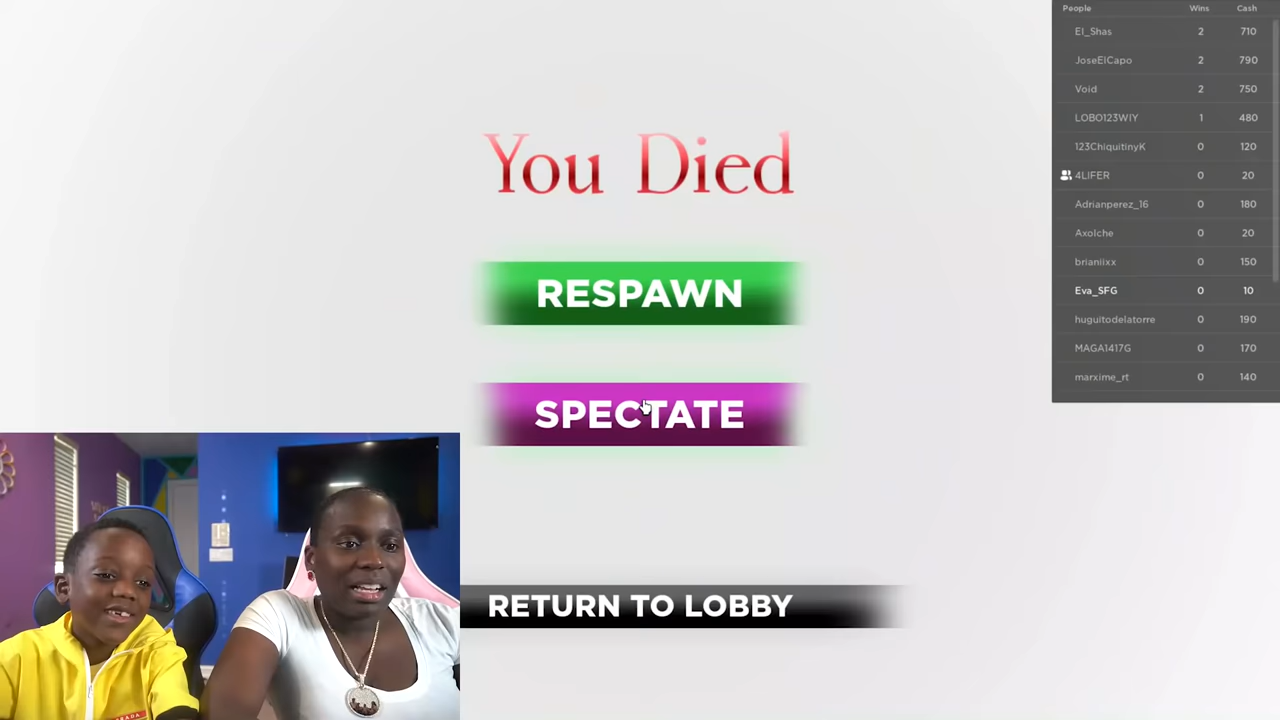 People Wins Cash
El_Shas 2 710
JoseElCapo 2 790
Void 2 750
LOBO123WIY 1 480
123ChiquitinyK 0 120
4LIFER 0 20
Adrianperez_16 0 180
Axolche 0 20
brianiixx 0 150
Eva_SFG 0 10
huguitodelatorre 0 190
MAGA1417G 0 170
marxime_rt 0 140
You Died
RESPAWN
SPECTATE
RETURN TO LOBBY